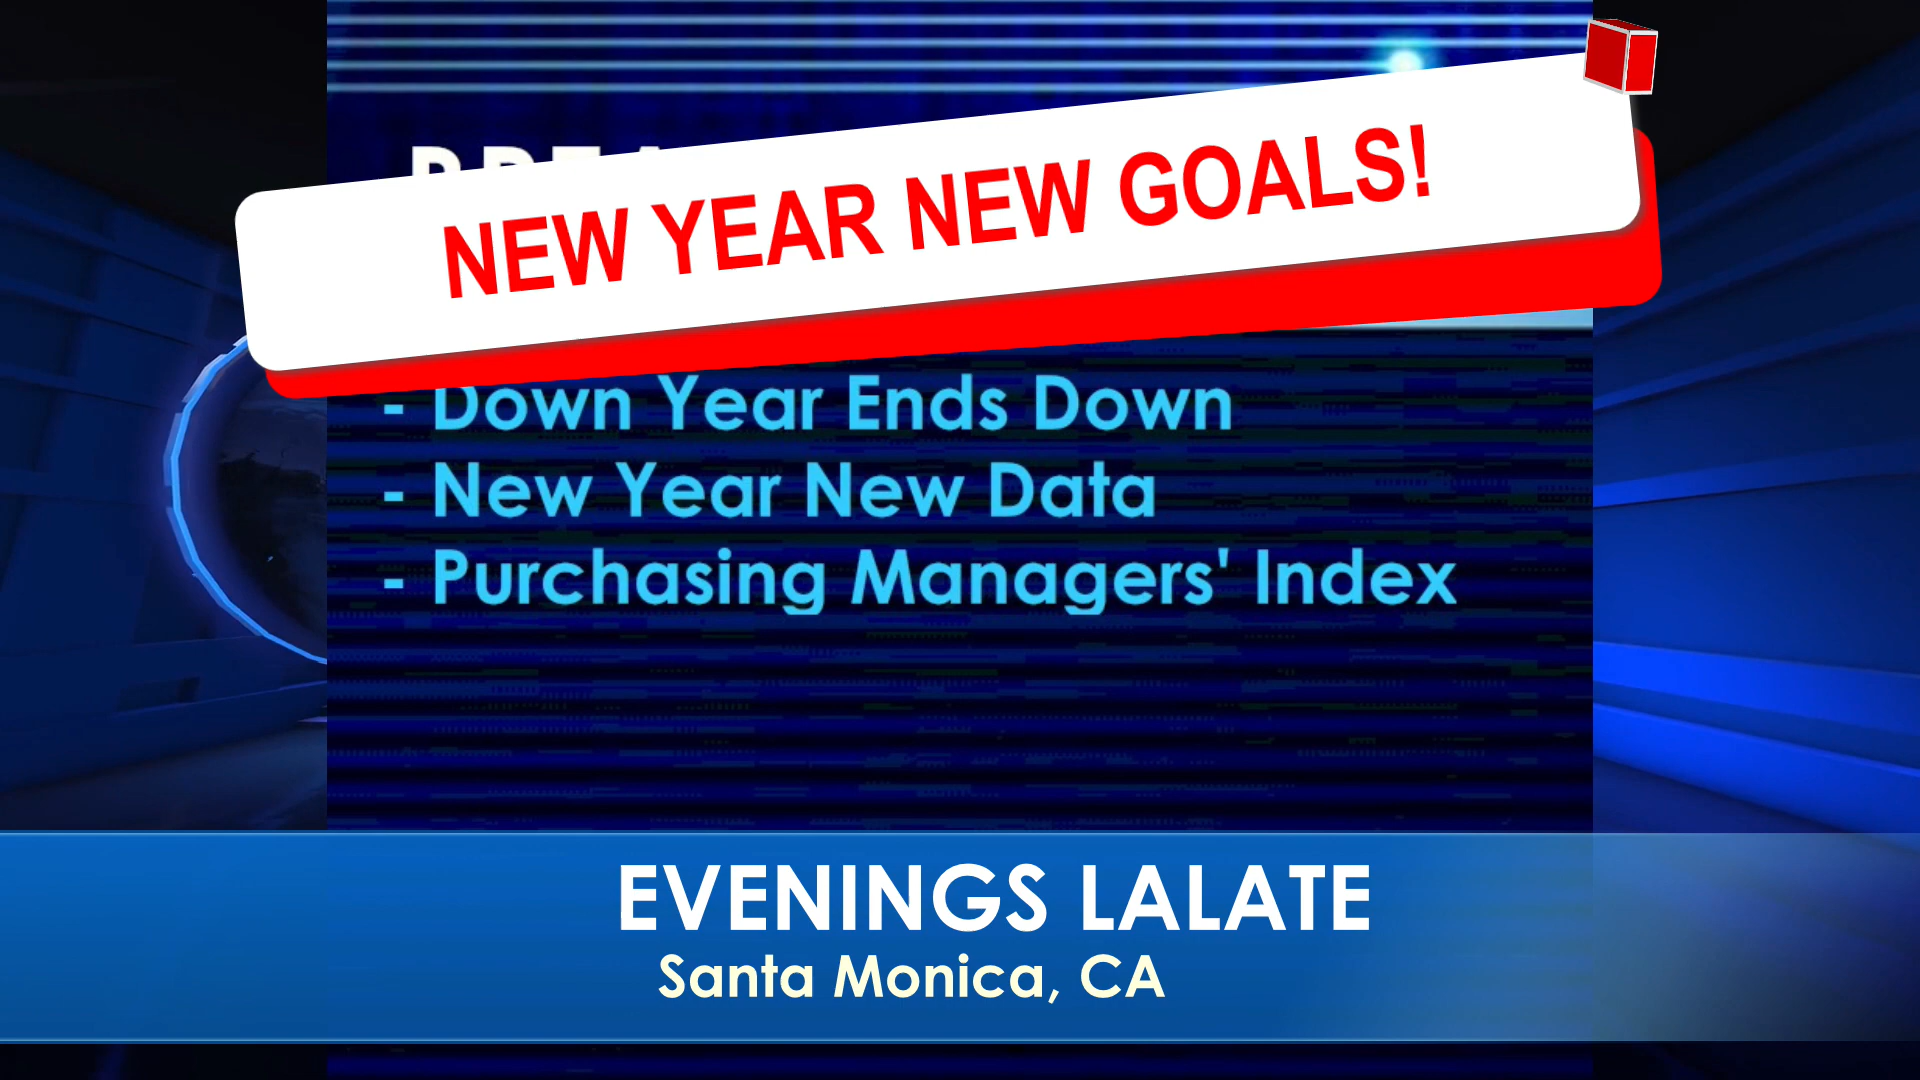 NEW YEAR NEW GOALS!
- Down Year Ends Down
- New Year New Data
- Purchasing Managers' Index
EVENINGS LALATE
Santa Monica, CA